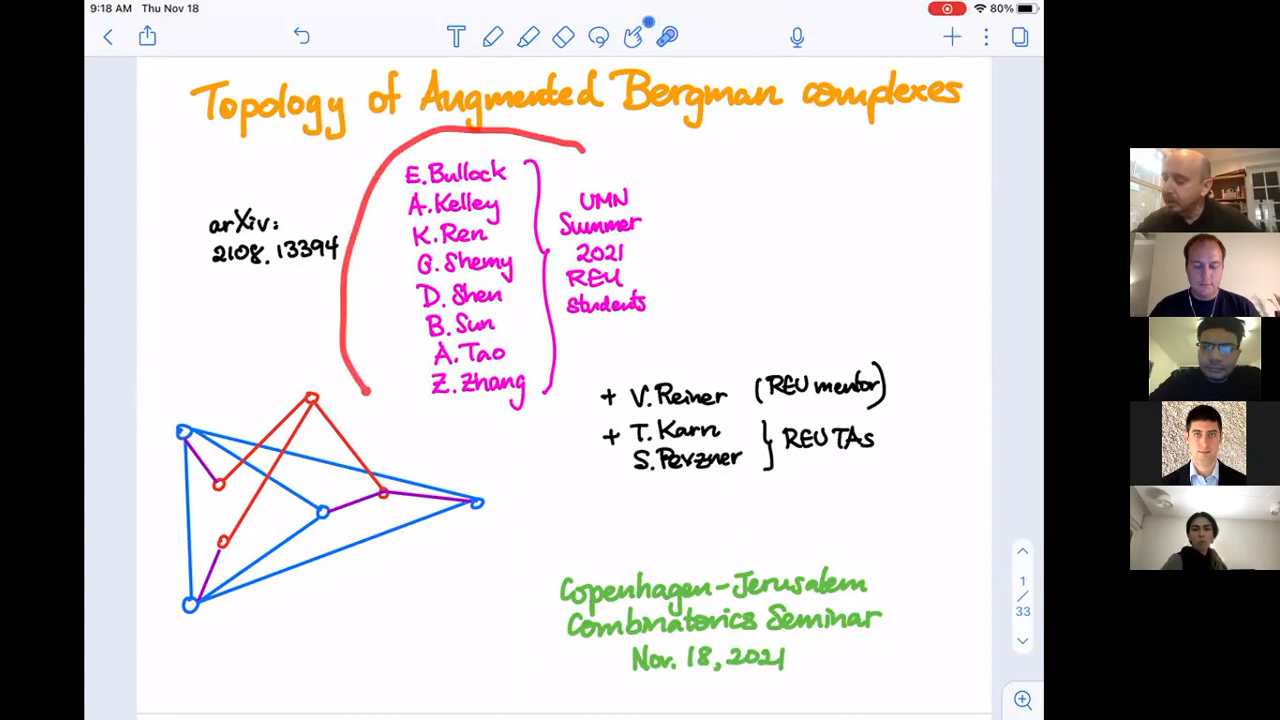 9:18 AM Thu Nov 18
80%
Topology of Augmented Bergman complexes
arXiv:
2108.13394
E. Bullock
A. Kelley
K. Ren
G. Shemy
D. Shen
B. Sun
A. Tao
Z. Zhang
UMN
Summer
2021
REU
Students
+ V. Reiner (REU mentor)
+ T. Karn
S. Pevzner
REU TAs
Copenhagen-Jerusalem
Combinatorics Seminar
Nov. 18, 2021
1
/
33